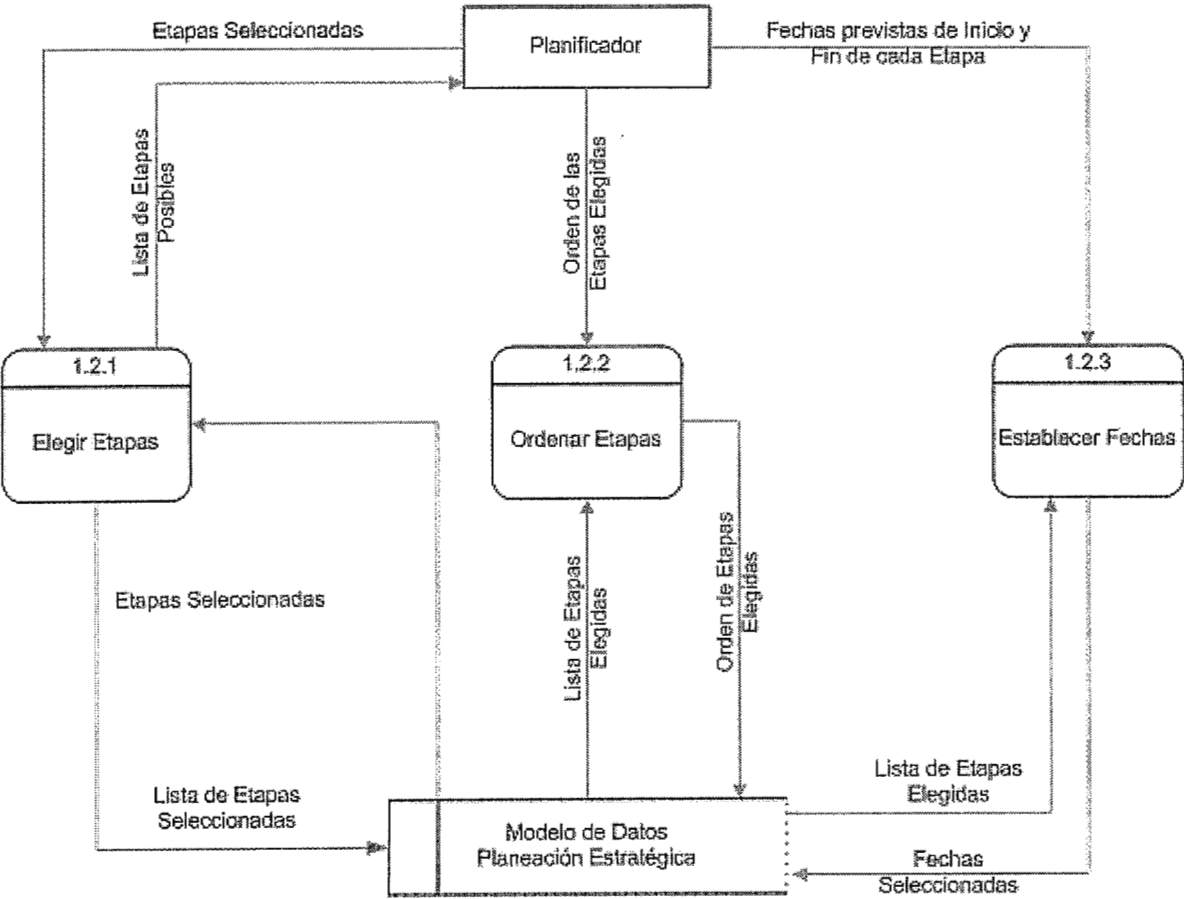 Etapas Seleccionadas
Planificador
Fechas previstas de Inicio y
Fin de cada Etapa
Lista de Etapas
Posibles
Orden de las
Etapas Elegidas
1.2.1
Elegir Etapas
1.2.2
Ordenar Etapas
1.2.3
Establecer Fechas
Etapas Seleccionadas
Lista de Etapas
Elegidas
Orden de Etapas
Elegidas
Lista de Etapas
Seleccionadas
Lista de Etapas
Elegidas
Modelo de Datos
Planeación Estratégica
Fechas
Seleccionadas